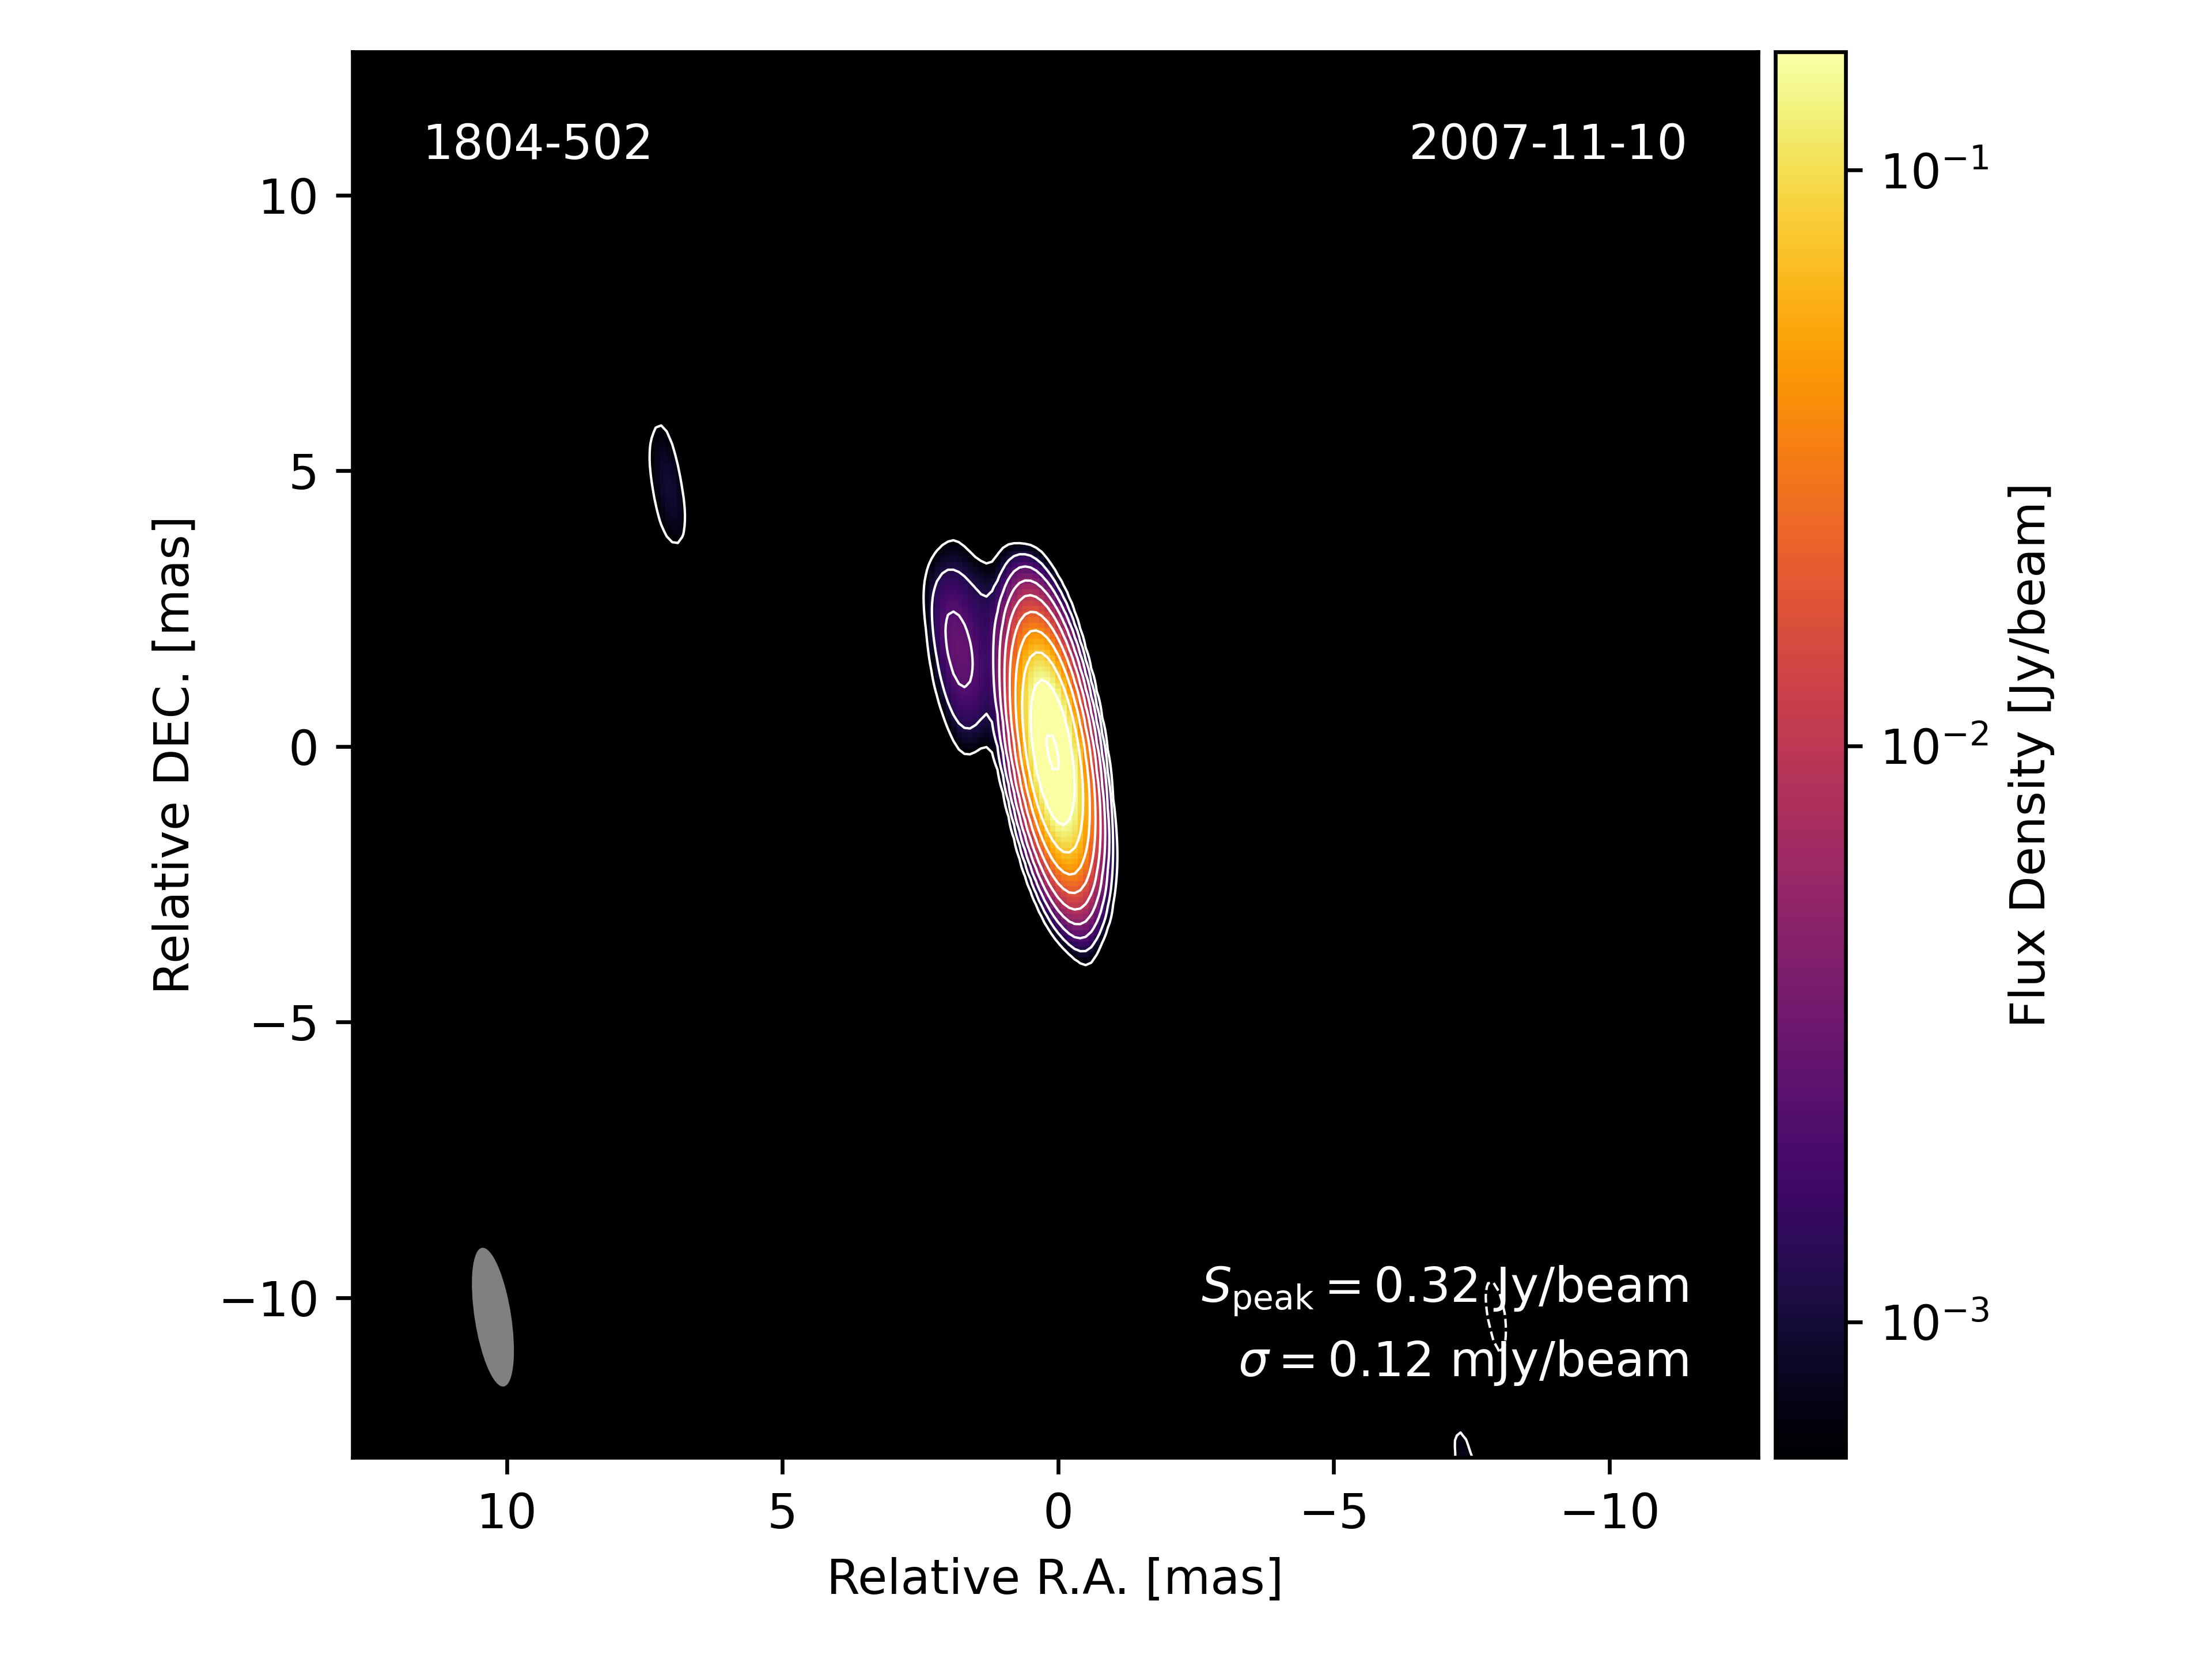 1804-502 2007-11-10
10
5
0
−5
−10
Relative DEC. [mas]
S_peak = 0.32 Jy/beam
σ = 0.12 mJy/beam
10 5 0 −5 −10
Relative R.A. [mas]
10⁻¹
10⁻²
10⁻³
Flux Density [Jy/beam]